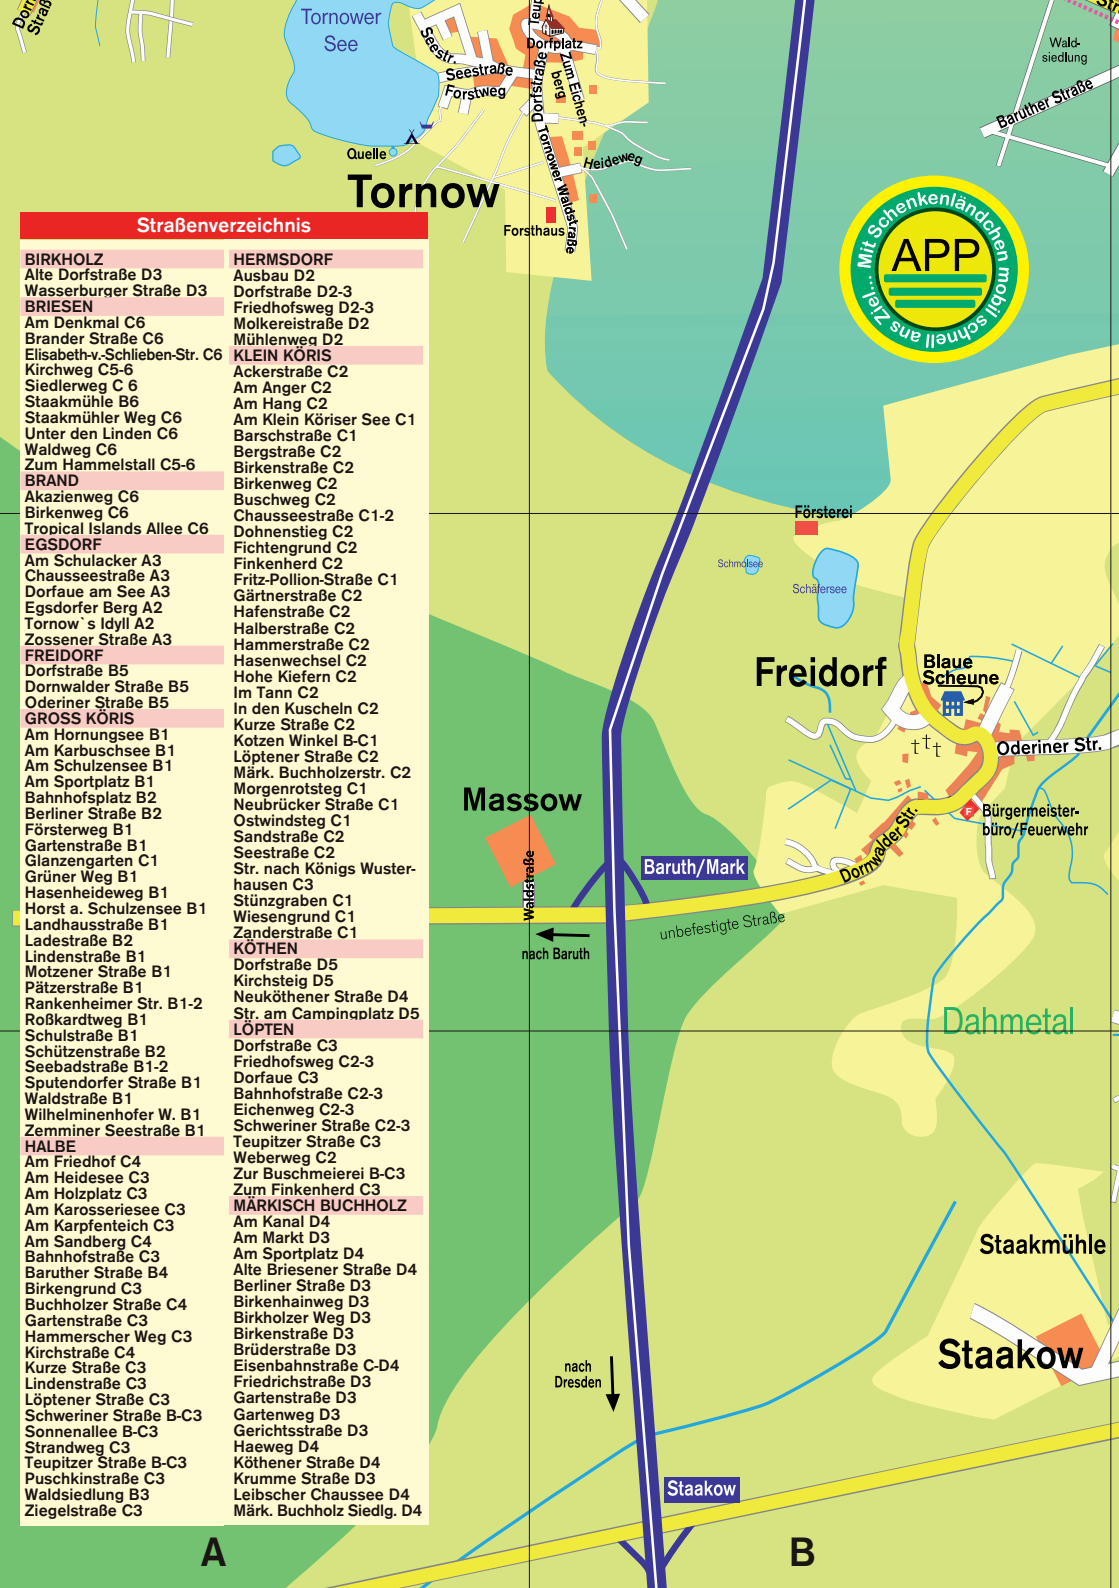 Tornower
See
Seestr.
Seestraße
Forstweg
Dorfplatz
Dorfstraße
Zum Eichen-
berg
Tornower Waldstraße
Heideweg
Quelle
Tornow
Forsthaus
Wald-
siedlung
Baruther Straße
Mit Schenkenländchen mobil schnell ans Ziel...
APP
Straßenverzeichnis
BIRKHOLZ
Alte Dorfstraße D3
Wasserburger Straße D3
BRIESEN
Am Denkmal C6
Brander Straße C6
Elisabeth-v.-Schlieben-Str. C6
Kirchweg C5-6
Siedlerweg C 6
Staakmühle B6
Staakmühler Weg C6
Unter den Linden C6
Waldweg C6
Zum Hammelstall C5-6
BRAND
Akazienweg C6
Birkenweg C6
Tropical Islands Allee C6
EGSDORF
Am Schulacker A3
Chausseestraße A3
Dorfaue am See A3
Egsdorfer Berg A2
Tornow`s Idyll A2
Zossener Straße A3
FREIDORF
Dorfstraße B5
Dornwalder Straße B5
Oderiner Straße B5
GROSS KÖRIS
Am Hornungsee B1
Am Karbuschsee B1
Am Schulzensee B1
Am Sportplatz B1
Bahnhofsplatz B2
Berliner Straße B2
Försterweg B1
Gartenstraße B1
Glanzengarten C1
Grüner Weg B1
Hasenheideweg B1
Horst a. Schulzensee B1
Landhausstraße B1
Ladestraße B2
Lindenstraße B1
Motzener Straße B1
Pätzerstraße B1
Rankenheimer Str. B1-2
Roßkardtweg B1
Schulstraße B1
Schützenstraße B2
Seebadstraße B1-2
Sputendorfer Straße B1
Waldstraße B1
Wilhelminenhofer W. B1
Zemminer Seestraße B1
HALBE
Am Friedhof C4
Am Heidesee C3
Am Holzplatz C3
Am Karosseriesee C3
Am Karpfenteich C3
Am Sandberg C4
Bahnhofstraße C3
Baruther Straße B4
Birkengrund C3
Buchholzer Straße C4
Gartenstraße C3
Hammerscher Weg C3
Kirchstraße C4
Kurze Straße C3
Lindenstraße C3
Löptener Straße C3
Schweriner Straße B-C3
Sonnenallee B-C3
Strandweg C3
Teupitzer Straße B-C3
Puschkinstraße C3
Waldsiedlung B3
Ziegelstraße C3
HERMSDORF
Ausbau D2
Dorfstraße D2-3
Friedhofsweg D2-3
Molkereistraße D2
Mühlenweg D2
KLEIN KÖRIS
Ackerstraße C2
Am Anger C2
Am Hang C2
Am Klein Köriser See C1
Barschstraße C1
Bergstraße C2
Birkenstraße C2
Birkenweg C2
Buschweg C2
Chausseestraße C1-2
Dohnenstieg C2
Fichtengrund C2
Finkenherd C2
Fritz-Pollion-Straße C1
Gärtnerstraße C2
Hafenstraße C2
Halberstraße C2
Hammerstraße C2
Hasenwechsel C2
Hohe Kiefern C2
Im Tann C2
In den Kuscheln C2
Kurze Straße C2
Kotzen Winkel B-C1
Löptener Straße C2
Märk. Buchholzerstr. C2
Morgenrotsteg C1
Neubrücker Straße C1
Ostwindsteg C1
Sandstraße C2
Seestraße C2
Str. nach Königs Wuster-
hausen C3
Stünzgraben C1
Wiesengrund C1
Zanderstraße C1
KÖTHEN
Dorfstraße D5
Kirchsteig D5
Neuköthener Straße D4
Str. am Campingplatz D5
LÖPTEN
Dorfstraße C3
Friedhofsweg C2-3
Dorfaue C3
Bahnhofstraße C2-3
Eichenweg C2-3
Schweriner Straße C2-3
Teupitzer Straße C3
Weberweg C2
Zur Buschmeierei B-C3
Zum Finkenherd C3
MÄRKISCH BUCHHOLZ
Am Kanal D4
Am Markt D3
Am Sportplatz D4
Alte Briesener Straße D4
Berliner Straße D3
Birkenhainweg D3
Birkholzer Weg D3
Birkenstraße D3
Brüderstraße D3
Eisenbahnstraße C-D4
Friedrichstraße D3
Gartenstraße D3
Gartenweg D3
Gerichtsstraße D3
Haeweg D4
Köthener Straße D4
Krumme Straße D3
Leibscher Chaussee D4
Märk. Buchholz Siedlg. D4
Försterei
Schmolsee
Schäfersee
Freidorf
Blaue
Scheune
Oderiner Str.
F
Bürgermeister-
büro/Feuerwehr
Dornwalder Str.
Massow
Waldstraße
Baruth/Mark
unbefestigte Straße
nach Baruth
Dahmetal
Staakmühle
Staakow
nach
Dresden
Staakow
A
B